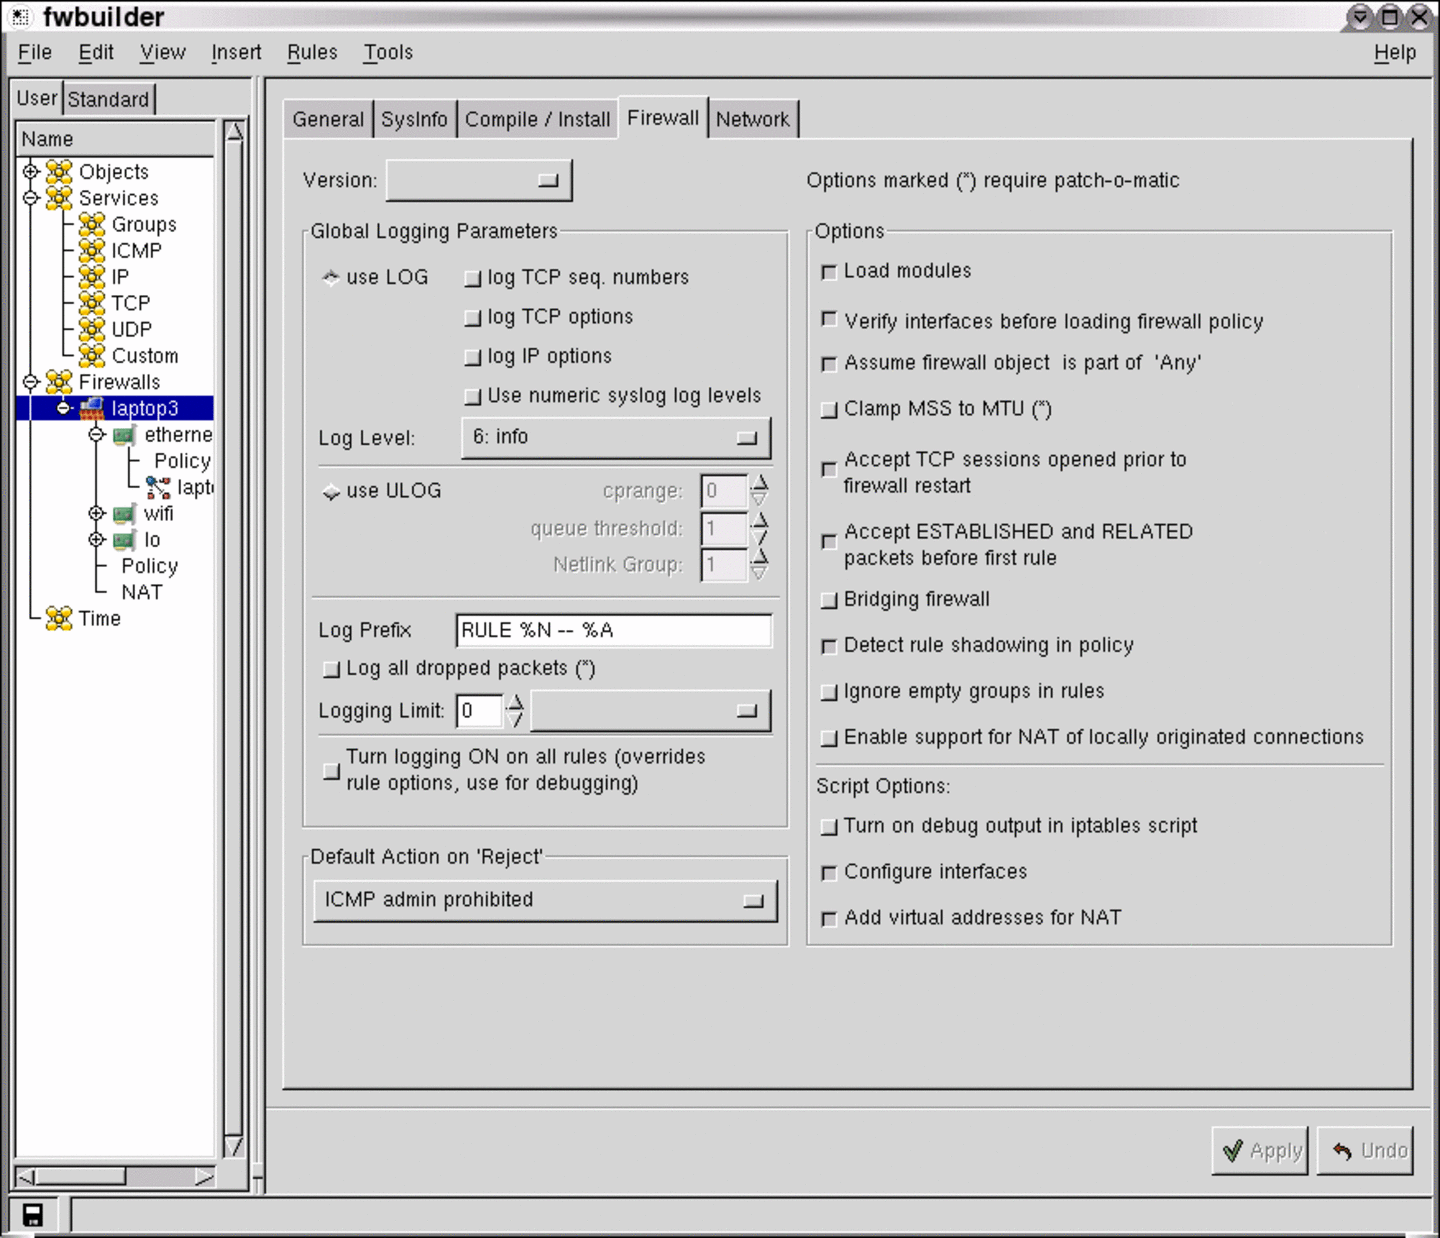 fwbuilder
File Edit View Insert Rules Tools Help
User Standard
Name
Objects
Services
Groups
ICMP
IP
TCP
UDP
Custom
Firewalls
laptop3
etherne
Policy
lapt
wifi
lo
Policy
NAT
Time
General SysInfo Compile / Install Firewall Network
Version:
Options marked (*) require patch-o-matic
Global Logging Parameters
use LOG
log TCP seq. numbers
log TCP options
log IP options
Use numeric syslog log levels
Log Level: 6: info
use ULOG
cprange: 0
queue threshold: 1
Netlink Group: 1
Log Prefix RULE %N -- %A
Log all dropped packets (*)
Logging Limit: 0
Turn logging ON on all rules (overrides
rule options, use for debugging)
Default Action on 'Reject'
ICMP admin prohibited
Options
Load modules
Verify interfaces before loading firewall policy
Assume firewall object is part of 'Any'
Clamp MSS to MTU (*)
Accept TCP sessions opened prior to
firewall restart
Accept ESTABLISHED and RELATED
packets before first rule
Bridging firewall
Detect rule shadowing in policy
Ignore empty groups in rules
Enable support for NAT of locally originated connections
Script Options:
Turn on debug output in iptables script
Configure interfaces
Add virtual addresses for NAT
Apply Undo